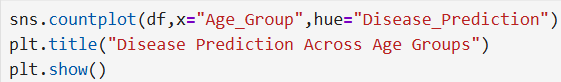 sns.countplot(df,x="Age_Group",hue="Disease_Prediction")
plt.title("Disease Prediction Across Age Groups")
plt.show()